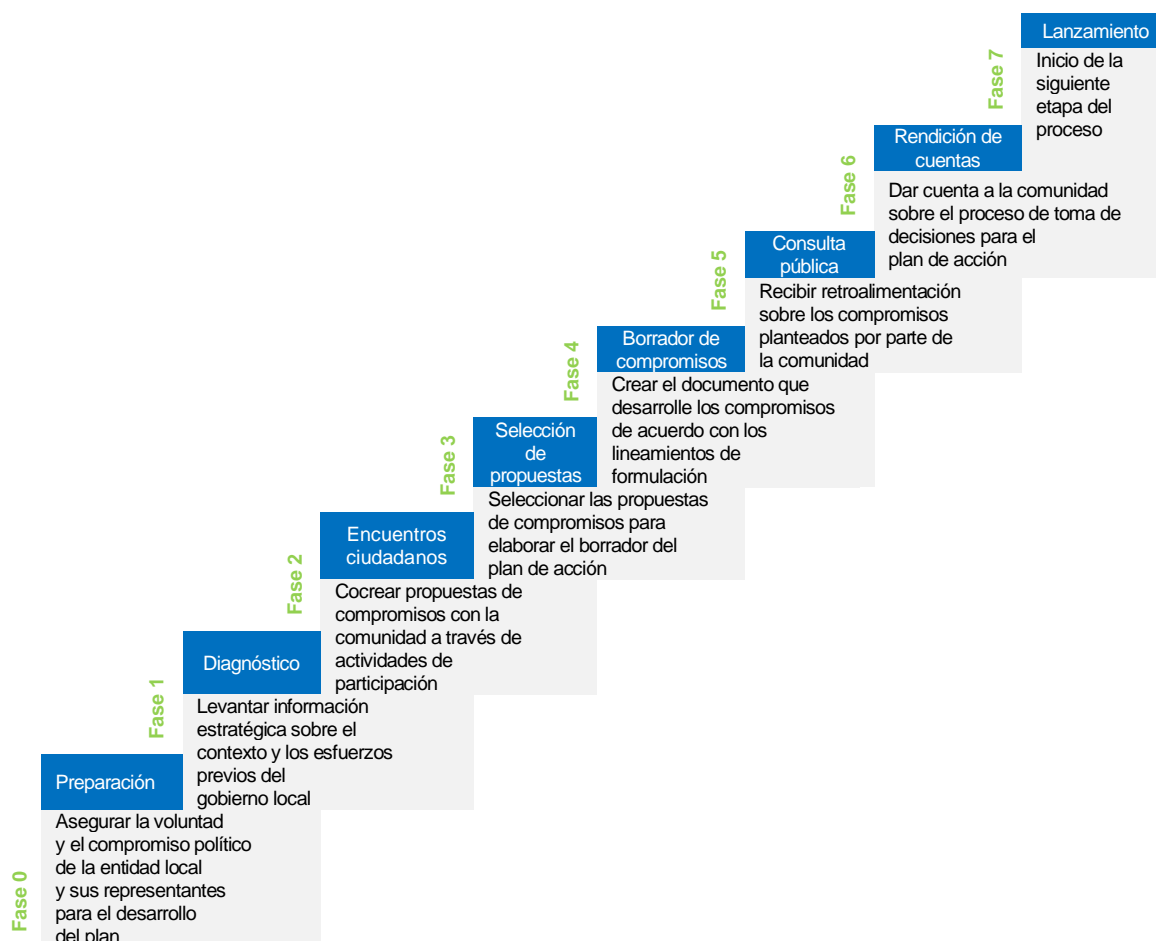 Fase 0
Preparación
Asegurar la voluntad
y el compromiso político
de la entidad local
y sus representantes
para el desarrollo
del plan
Fase 1
Diagnóstico
Levantar información
estratégica sobre el
contexto y los esfuerzos
previos del
gobierno local
Fase 2
Encuentros
ciudadanos
Cocrear propuestas de
compromisos con la
comunidad a través de
actividades de
participación
Fase 3
Selección
de
propuestas
Seleccionar las propuestas
de compromisos para
elaborar el borrador del
plan de acción
Fase 4
Borrador de
compromisos
Crear el documento que
desarrolle los compromisos
de acuerdo con los
lineamientos de
formulación
Fase 5
Consulta
pública
Recibir retroalimentación
sobre los compromisos
planteados por parte de
la comunidad
Fase 6
Rendición de
cuentas
Dar cuenta a la comunidad
sobre el proceso de toma de
decisiones para el
plan de acción
Fase 7
Lanzamiento
Inicio de la
siguiente
etapa del
proceso